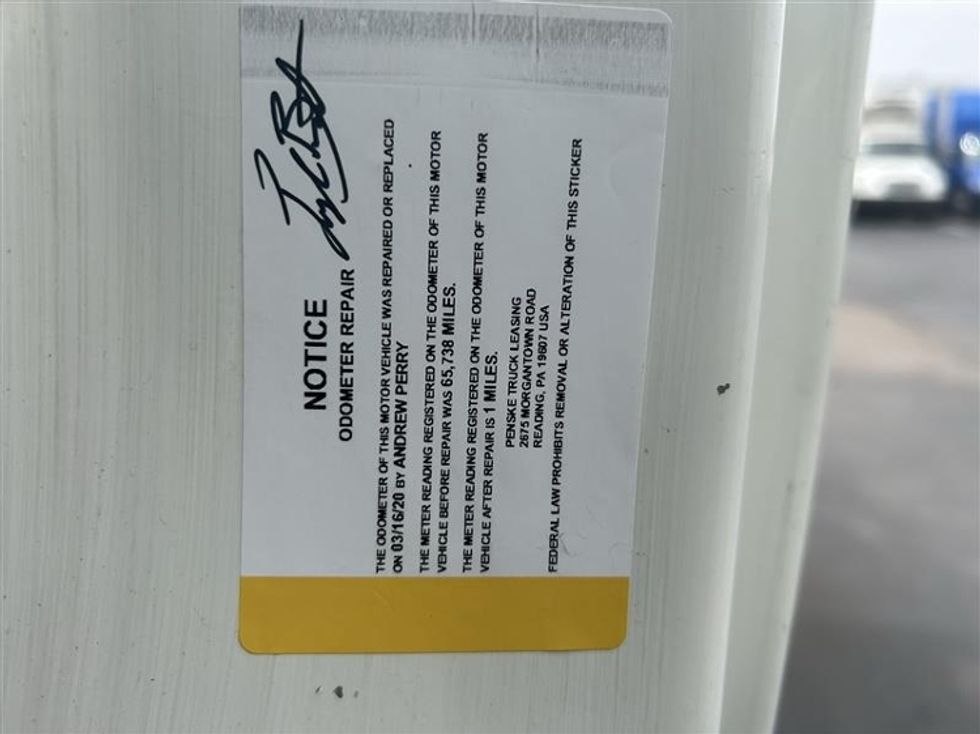 NOTICE
ODOMETER REPAIR
THE ODOMETER OF THIS MOTOR VEHICLE WAS REPAIRED OR REPLACED
ON 03/16/20 BY ANDREW PERRY
THE METER READING REGISTERED ON THE ODOMETER OF THIS MOTOR
VEHICLE BEFORE REPAIR WAS 65,738 MILES.
THE METER READING REGISTERED ON THE ODOMETER OF THIS MOTOR
VEHICLE AFTER REPAIR IS 1 MILES.
PENSKE TRUCK LEASING
2675 MORGANTOWN ROAD
READING, PA 19607 USA
FEDERAL LAW PROHIBITS REMOVAL OR ALTERATION OF THIS STICKER